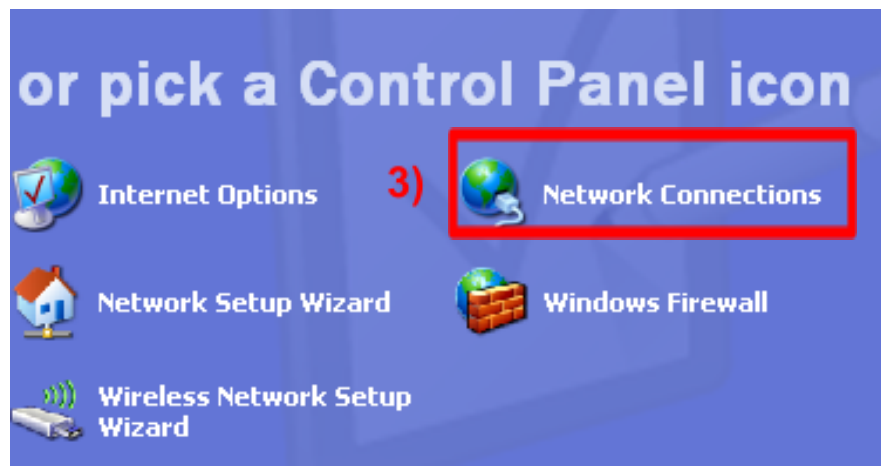 or pick a Control Panel icon
Internet Options
3)
Network Connections
Network Setup Wizard
Windows Firewall
Wireless Network Setup
Wizard